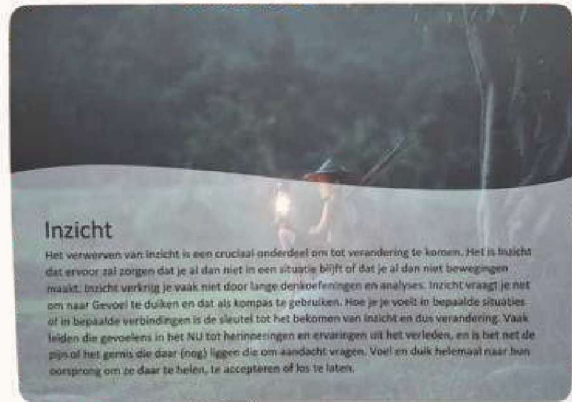 Inzicht
Het verwerven van inzicht is een cruciaal onderdeel om tot verandering te komen. Het is inzicht
dat ervoor zal zorgen dat je al dan niet in een situatie blijft of dat je al dan niet bewegingen
maakt. Inzicht verkrijg je vaak niet door lange denkoefeningen en analyses. Inzicht vraagt je net
om naar Gevoel te duiken en dat als kompas te gebruiken. Hoe je je voelt in bepaalde situaties
of in bepaalde verbindingen is de sleutel tot het bekomen van inzicht en dus verandering. Vaak
leiden die gevoelens in het NU tot herinneringen en ervaringen uit het verleden, en is het net de
pijn of het gemis die daar (nog) liggen die om aandacht vragen. Voel en duik helemaal naar hun
oorsprong om ze daar te helen, te accepteren of los te laten.